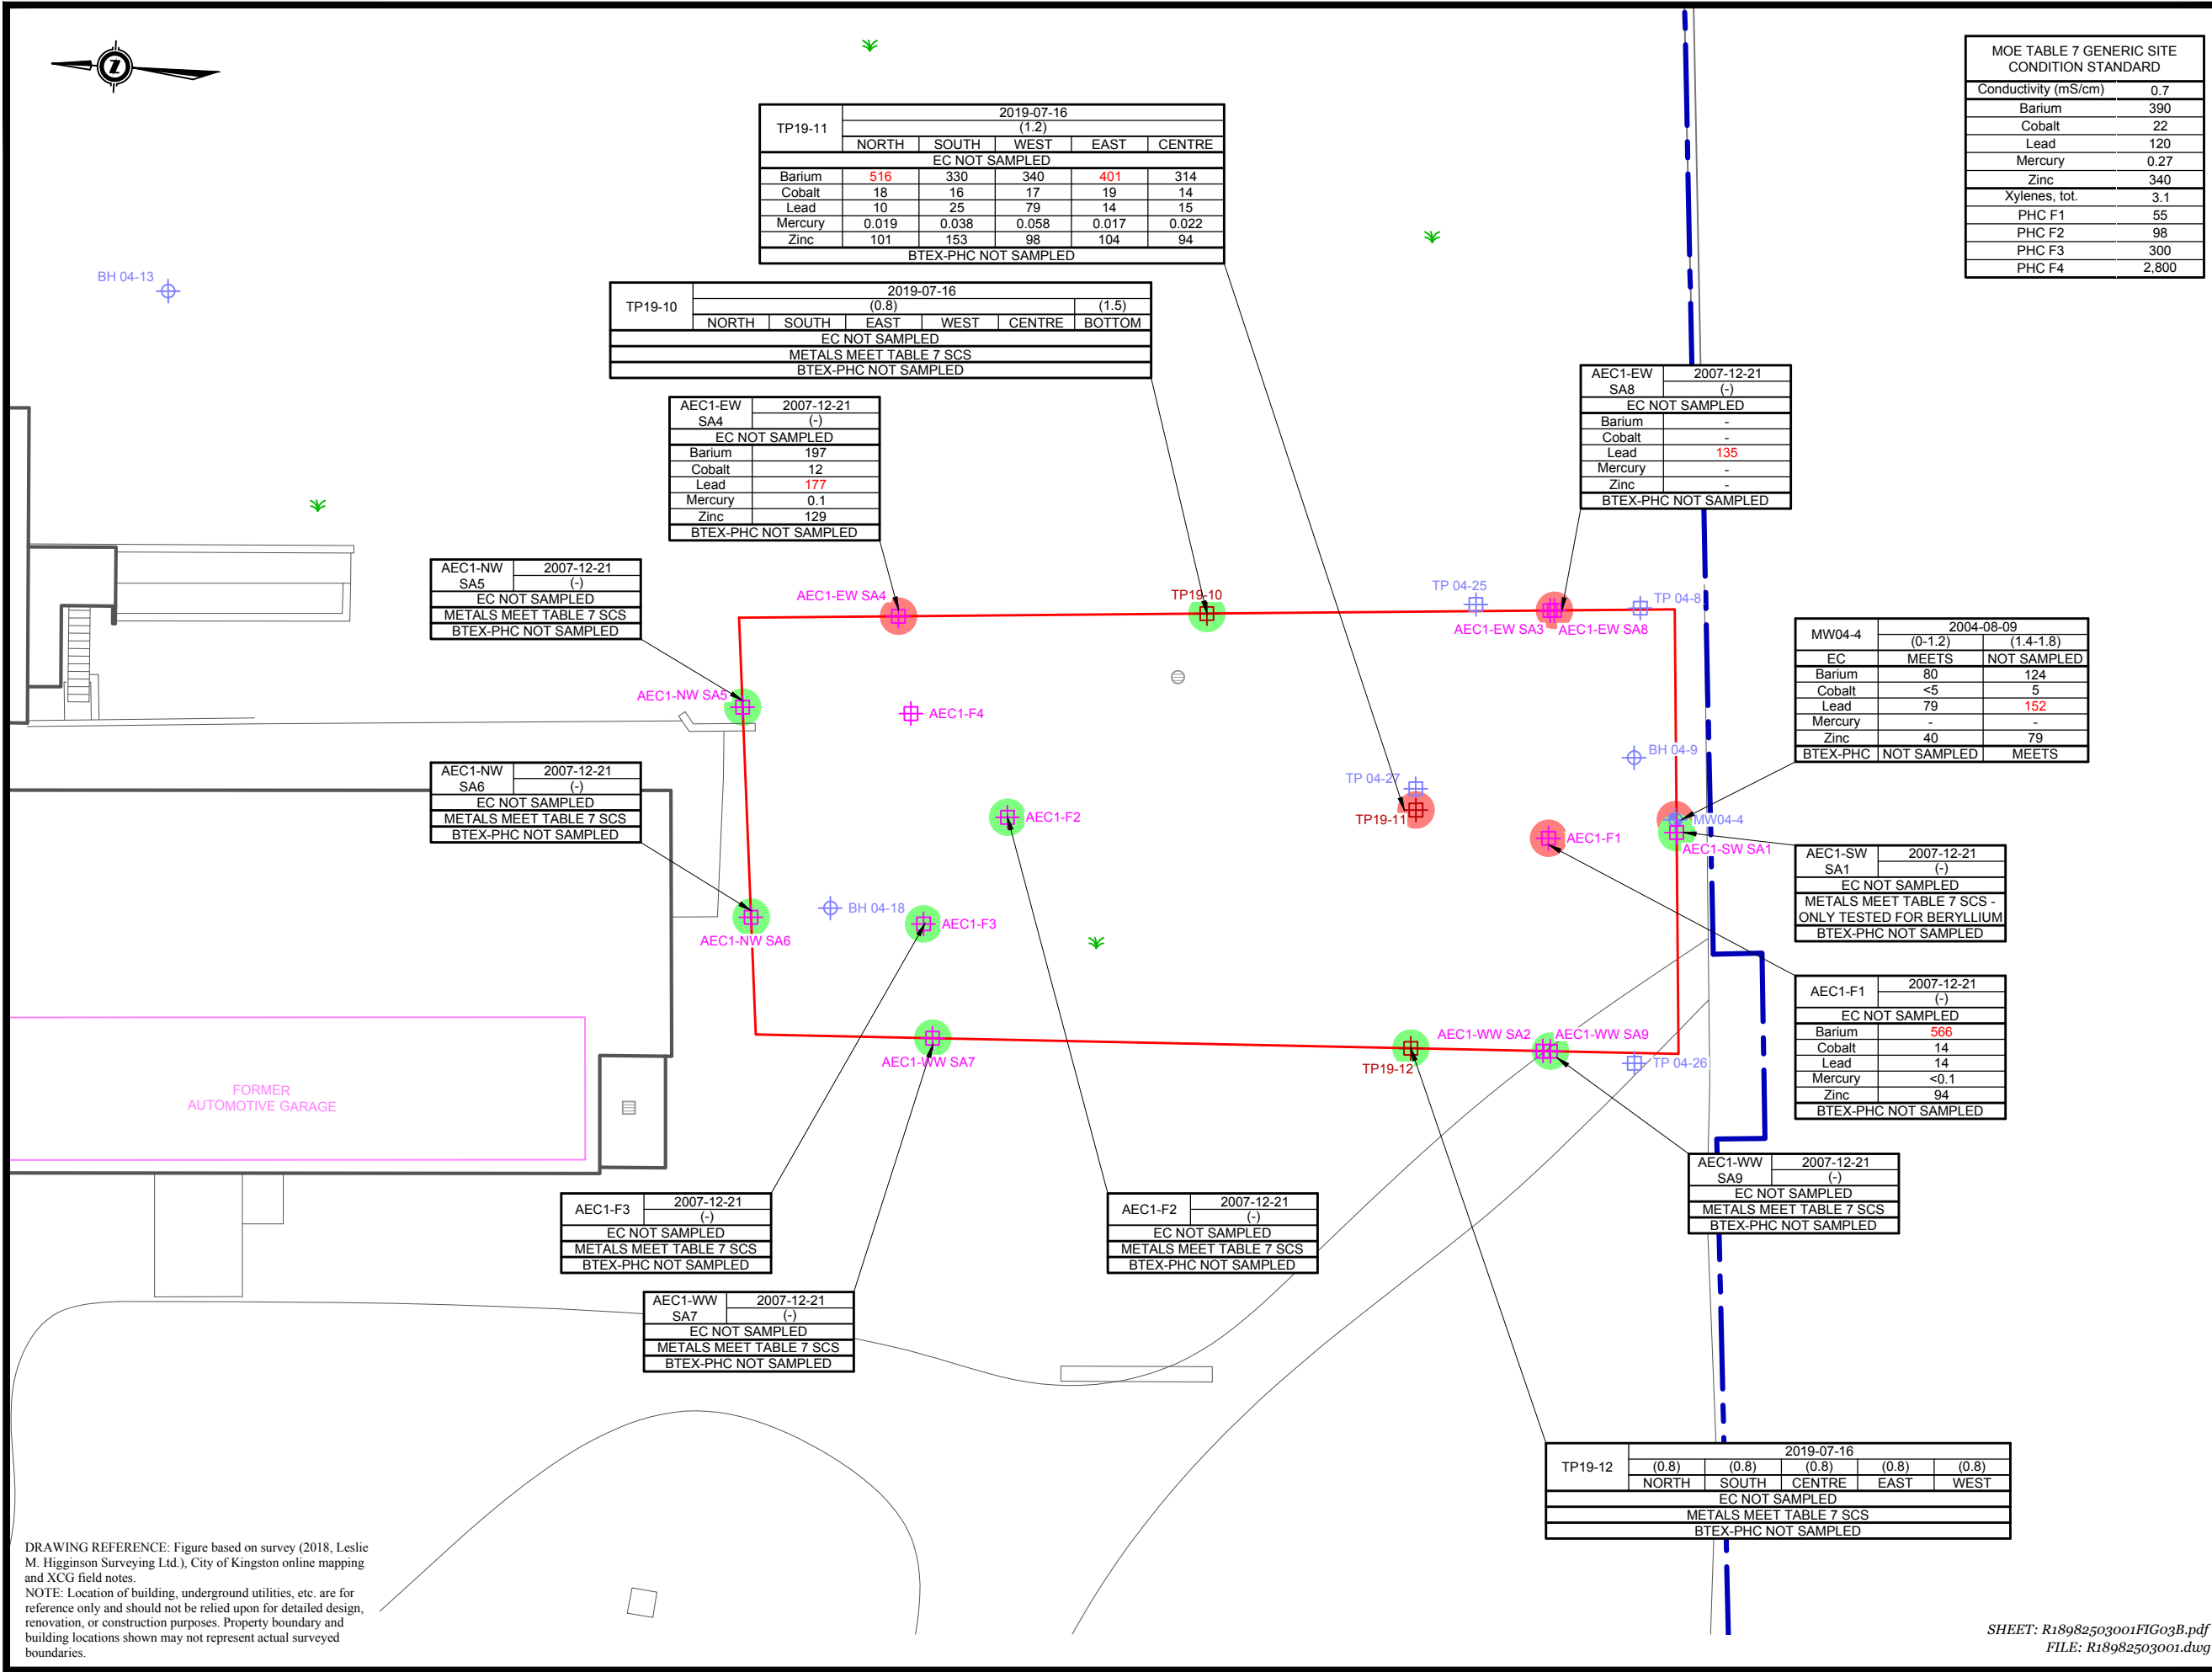 Z
MOE TABLE 7 GENERIC SITE
CONDITION STANDARD
Conductivity (mS/cm) 0.7
Barium 390
Cobalt 22
Lead 120
Mercury 0.27
Zinc 340
Xylenes, tot. 3.1
PHC F1 55
PHC F2 98
PHC F3 300
PHC F4 2,800
TP19-11 2019-07-16
(1.2)
NORTH SOUTH WEST EAST CENTRE
EC NOT SAMPLED
Barium 516 330 340 401 314
Cobalt 18 16 17 19 14
Lead 10 25 79 14 15
Mercury 0.019 0.038 0.058 0.017 0.022
Zinc 101 153 98 104 94
BTEX-PHC NOT SAMPLED
BH 04-13
TP19-10 2019-07-16
(0.8) (1.5)
NORTH SOUTH EAST WEST CENTRE BOTTOM
EC NOT SAMPLED
METALS MEET TABLE 7 SCS
BTEX-PHC NOT SAMPLED
AEC1-EW SA4 2007-12-21
(-)
EC NOT SAMPLED
Barium 197
Cobalt 12
Lead 177
Mercury 0.1
Zinc 129
BTEX-PHC NOT SAMPLED
AEC1-EW SA8 2007-12-21
(-)
EC NOT SAMPLED
Barium -
Cobalt -
Lead 135
Mercury -
Zinc -
BTEX-PHC NOT SAMPLED
AEC1-NW SA5 2007-12-21
(-)
EC NOT SAMPLED
METALS MEET TABLE 7 SCS
BTEX-PHC NOT SAMPLED
AEC1-EW SA4
TP19-10
TP 04-25
TP 04-8
AEC1-EW SA3
AEC1-EW SA8
MW04-4 2004-08-09
(0-1.2) (1.4-1.8)
EC MEETS NOT SAMPLED
Barium 80 124
Cobalt <5 5
Lead 79 152
Mercury - -
Zinc 40 79
BTEX-PHC NOT SAMPLED MEETS
AEC1-NW SA5
AEC1-F4
BH 04-9
AEC1-NW SA6 2007-12-21
(-)
EC NOT SAMPLED
METALS MEET TABLE 7 SCS
BTEX-PHC NOT SAMPLED
TP 04-27
TP19-11
AEC1-F2
AEC1-F1
MW04-4
AEC1-SW SA1
AEC1-SW SA1 2007-12-21
(-)
EC NOT SAMPLED
METALS MEET TABLE 7 SCS -
ONLY TESTED FOR BERYLLIUM
BTEX-PHC NOT SAMPLED
BH 04-18
AEC1-F3
AEC1-NW SA6
AEC1-F1 2007-12-21
(-)
EC NOT SAMPLED
Barium 566
Cobalt 14
Lead 14
Mercury <0.1
Zinc 94
BTEX-PHC NOT SAMPLED
AEC1-WW SA2
AEC1-WW SA9
AEC1-WW SA7
TP19-12
TP 04-26
FORMER
AUTOMOTIVE GARAGE
AEC1-WW SA9 2007-12-21
(-)
EC NOT SAMPLED
METALS MEET TABLE 7 SCS
BTEX-PHC NOT SAMPLED
AEC1-F3 2007-12-21
(-)
EC NOT SAMPLED
METALS MEET TABLE 7 SCS
BTEX-PHC NOT SAMPLED
AEC1-F2 2007-12-21
(-)
EC NOT SAMPLED
METALS MEET TABLE 7 SCS
BTEX-PHC NOT SAMPLED
AEC1-WW SA7 2007-12-21
(-)
EC NOT SAMPLED
METALS MEET TABLE 7 SCS
BTEX-PHC NOT SAMPLED
TP19-12 2019-07-16
(0.8) (0.8) (0.8) (0.8) (0.8)
NORTH SOUTH CENTRE EAST WEST
EC NOT SAMPLED
METALS MEET TABLE 7 SCS
BTEX-PHC NOT SAMPLED
DRAWING REFERENCE: Figure based on survey (2018, Leslie
M. Higginson Surveying Ltd.), City of Kingston online mapping
and XCG field notes.
NOTE: Location of building, underground utilities, etc. are for
reference only and should not be relied upon for detailed design,
renovation, or construction purposes. Property boundary and
building locations shown may not represent actual surveyed
boundaries.
SHEET: R18982503001FIG03B.pdf
FILE: R18982503001.dwg